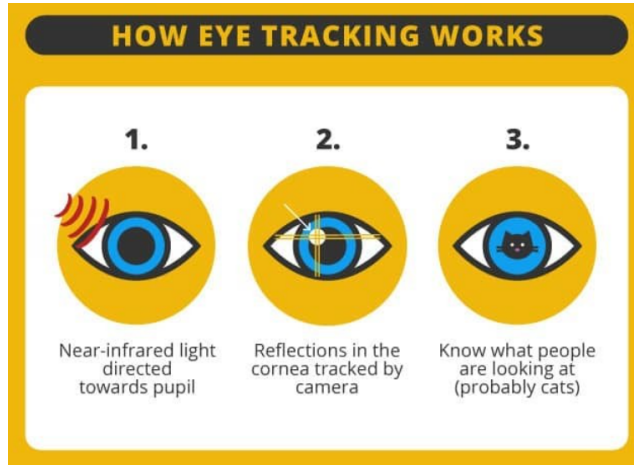 HOW EYE TRACKING WORKS
1.
Near-infrared light
directed
towards pupil
2.
Reflections in the
cornea tracked by
camera
3.
Know what people
are looking at
(probably cats)